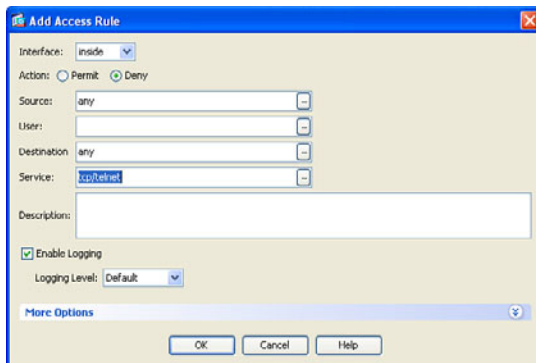 Add Access Rule
Interface: inside
Action: Permit Deny
Source: any
User:
Destination any
Service: tcp/telnet
Description:
Enable Logging
Logging Level: Default
More Options
OK Cancel Help